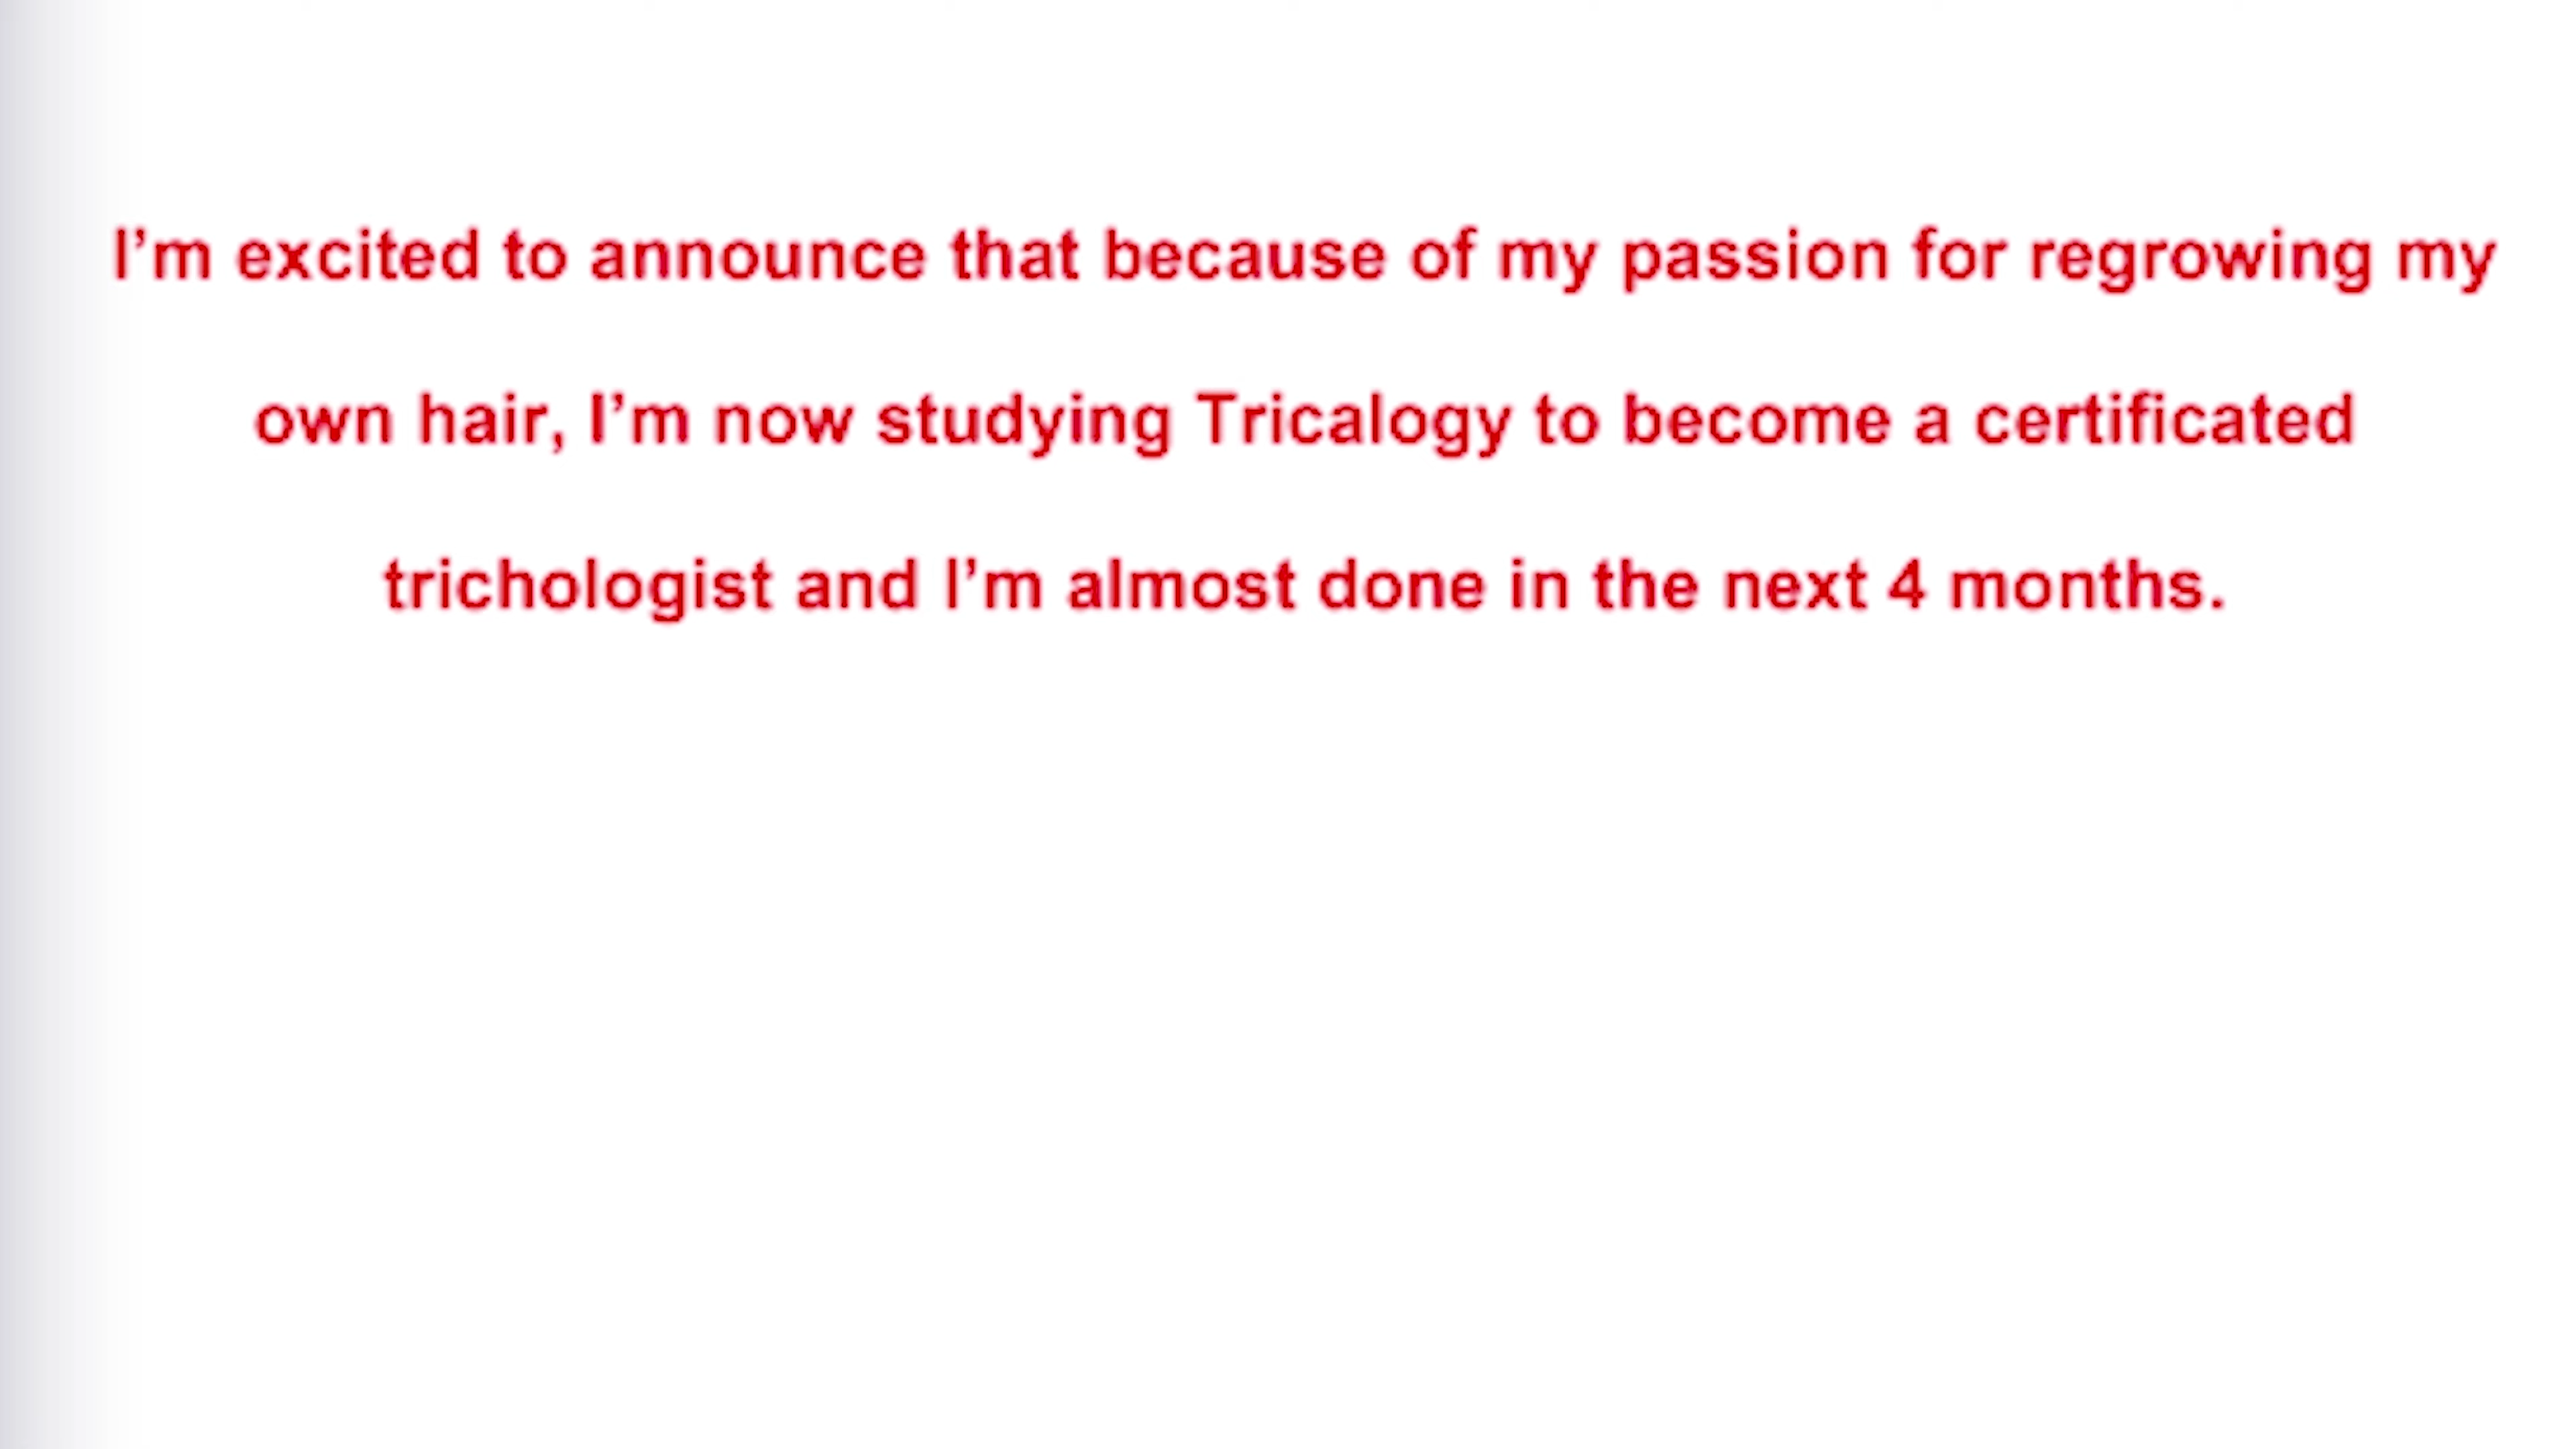 I’m excited to announce that because of my passion for regrowing my
own hair, I’m now studying Tricalogy to become a certificated
trichologist and I’m almost done in the next 4 months.